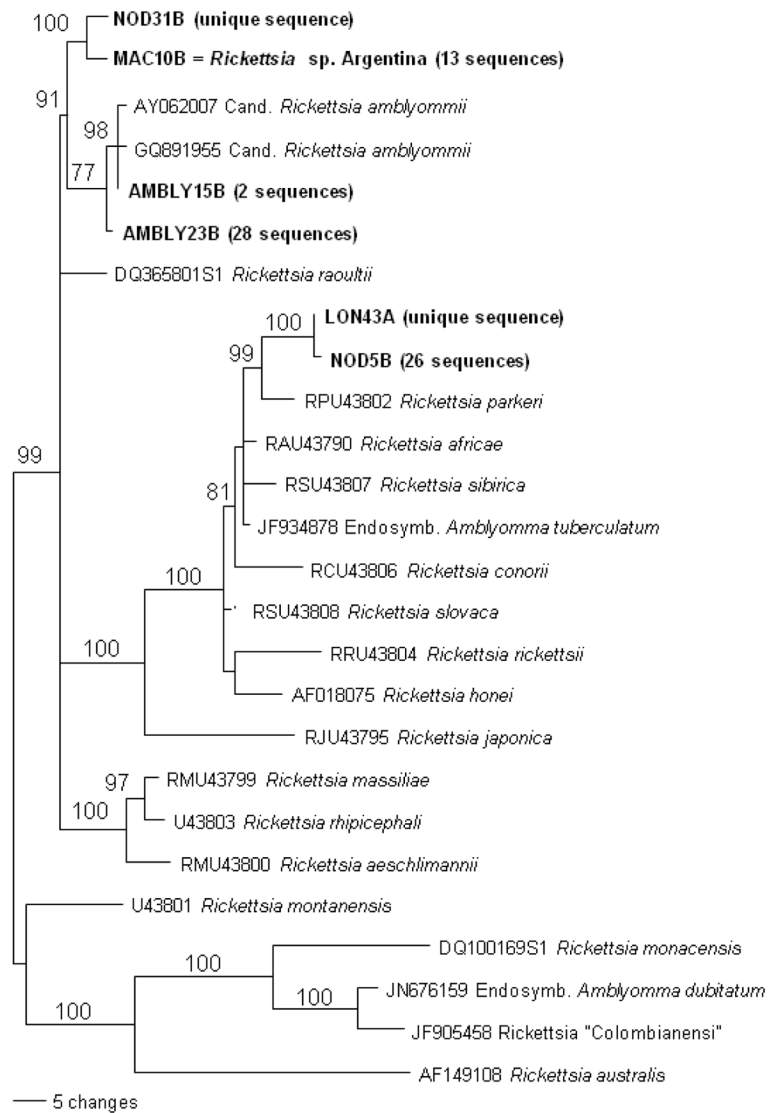 100
NOD31B (unique sequence)
MAC10B = Rickettsia sp. Argentina (13 sequences)
91
AY062007 Cand. Rickettsia amblyommii
98
GQ891955 Cand. Rickettsia amblyommii
77
AMBLY15B (2 sequences)
AMBLY23B (28 sequences)
DQ365801S1 Rickettsia raoultii
LON43A (unique sequence)
100
99
NOD5B (26 sequences)
RPU43802 Rickettsia parkeri
RAU43790 Rickettsia africae
99
81
RSU43807 Rickettsia sibirica
JF934878 Endosymb. Amblyomma tuberculatum
100
RCU43806 Rickettsia conorii
RSU43808 Rickettsia slovaca
100
RRU43804 Rickettsia rickettsii
AF018075 Rickettsia honei
RJU43795 Rickettsia japonica
97
RMU43799 Rickettsia massiliae
100
U43803 Rickettsia rhipicephali
RMU43800 Rickettsia aeschlimannii
U43801 Rickettsia montanensis
DQ100169S1 Rickettsia monacensis
100
JN676159 Endosymb. Amblyomma dubitatum
100
100
JF905458 Rickettsia "Colombianensi"
AF149108 Rickettsia australis
5 changes